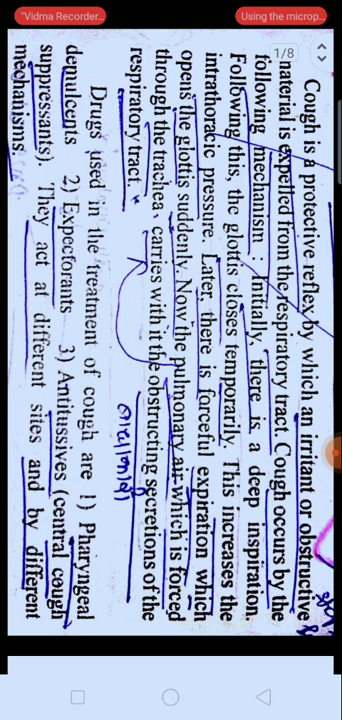 "Vidma Recorder...
Using the microp...
1/8
Cough is a protective reflex by which an irritant or obstructive
material is expelled from the respiratory tract. Cough occurs by the
following mechanism : Initially, there is a deep inspiration.
Following this, the glottis closes temporarily. This increases the
intrathoracic pressure. Later, there is forceful expiration which
opens the glottis suddenly. Now the pulmonary air which is forced
through the trachea, carries with it the obstructing secretions of the
respiratory tract.
Drugs used in the treatment of cough are 1) Pharyngeal
demulcents 2) Expectorants 3) Antitussives (central cough
suppressants). They act at different sites and by different
mechanisms.